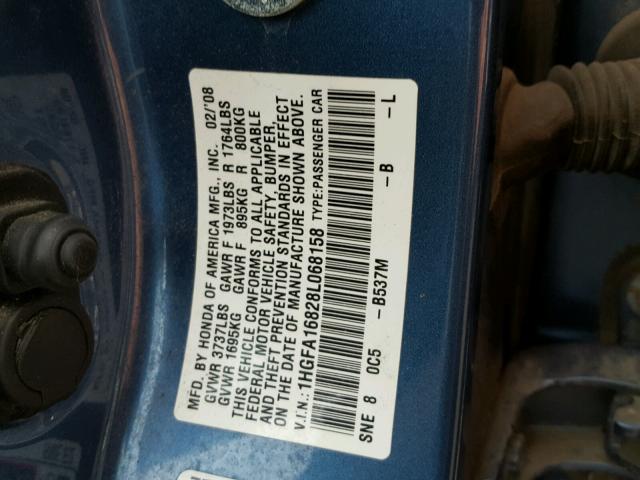 MFD. BY HONDA OF AMERICA MFG., INC. 02/'08
GVWR 3737LBS GAWR F 1973LBS R 1764LBS
GVWR 1695KG GAWR F 895KG R 800KG
THIS VEHICLE CONFORMS TO ALL APPLICABLE
FEDERAL MOTOR VEHICLE SAFETY, BUMPER,
AND THEFT PREVENTION STANDARDS IN EFFECT
ON THE DATE OF MANUFACTURE SHOWN ABOVE.
V.I.N.: 1HGFA16828L068158 TYPE:PASSENGER CAR
SNE 8 0C5 -B537M -B -L